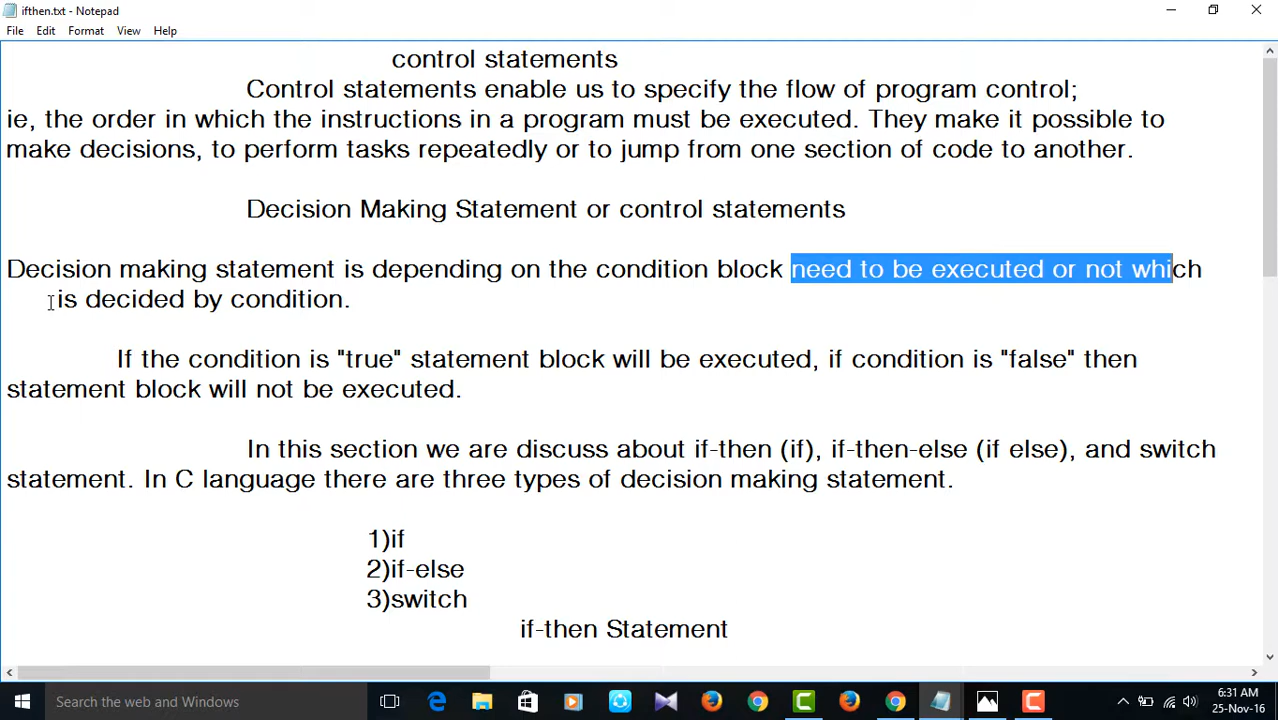 ifthen.txt - Notepad
File Edit Format View Help
control statements
Control statements enable us to specify the flow of program control;
ie, the order in which the instructions in a program must be executed. They make it possible to
make decisions, to perform tasks repeatedly or to jump from one section of code to another.
Decision Making Statement or control statements
Decision making statement is depending on the condition block need to be executed or not which
is decided by condition.
If the condition is "true" statement block will be executed, if condition is "false" then
statement block will not be executed.
In this section we are discuss about if-then (if), if-then-else (if else), and switch
statement. In C language there are three types of decision making statement.
1)if
2)if-else
3)switch
if-then Statement
Search the web and Windows
6:31 AM
25-Nov-16